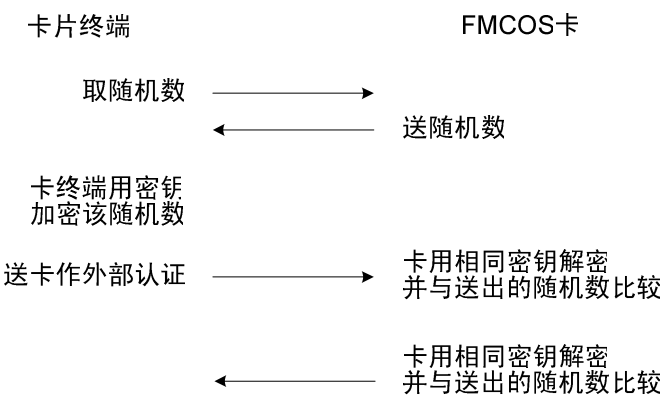 卡片终端
FMCOS卡
取随机数
送随机数
卡终端用密钥
加密该随机数
送卡作外部认证
卡用相同密钥解密
并与送出的随机数比较
卡用相同密钥解密
并与送出的随机数比较